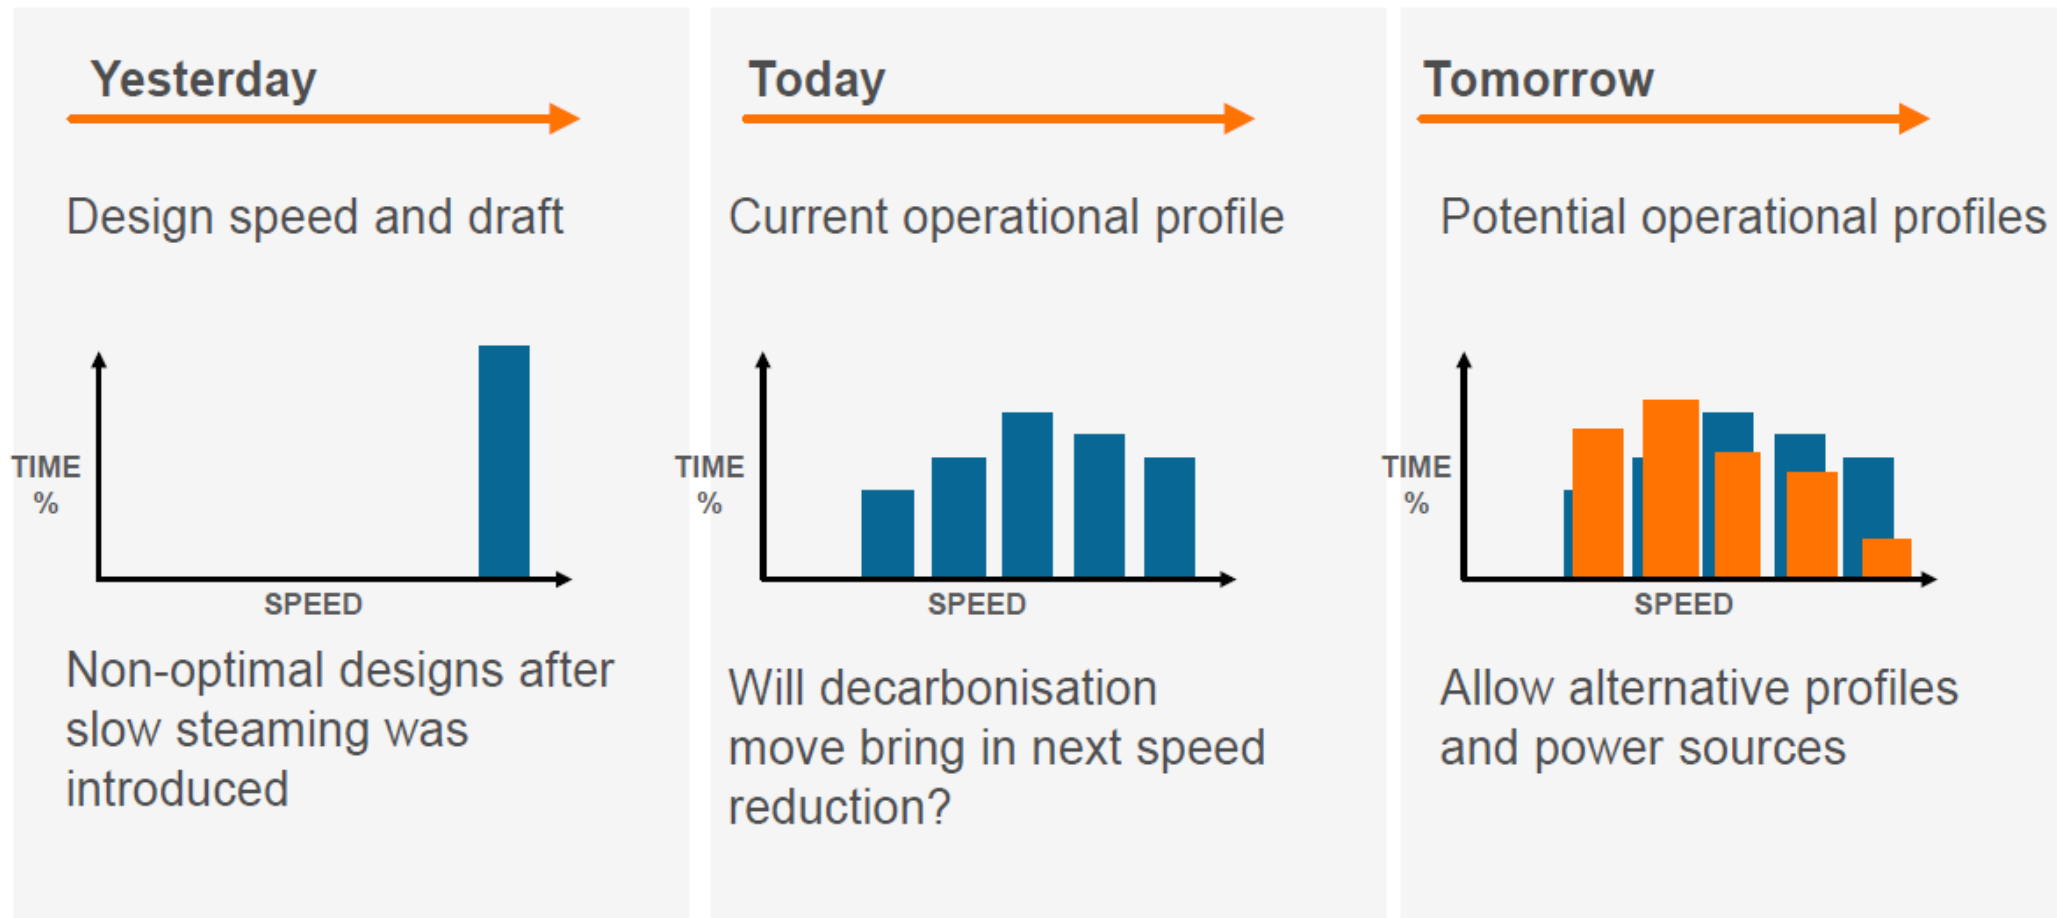 Yesterday
Design speed and draft
TIME
%
SPEED
Non-optimal designs after
slow steaming was
introduced
Today
Current operational profile
TIME
%
SPEED
Will decarbonisation
move bring in next speed
reduction?
Tomorrow
Potential operational profiles
TIME
%
SPEED
Allow alternative profiles
and power sources